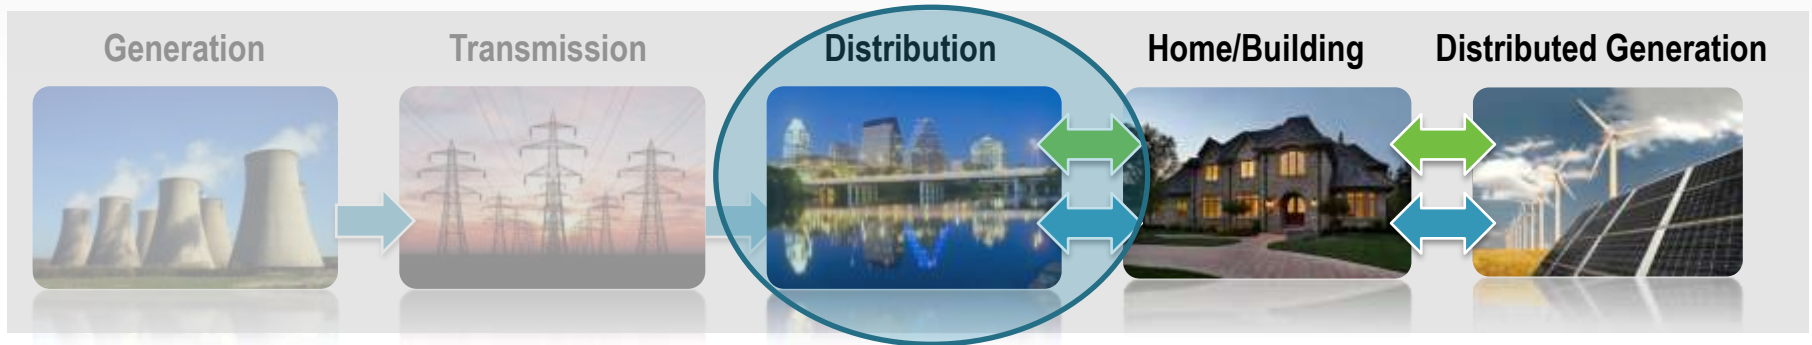 Generation
Transmission
Distribution
Home/Building
Distributed Generation